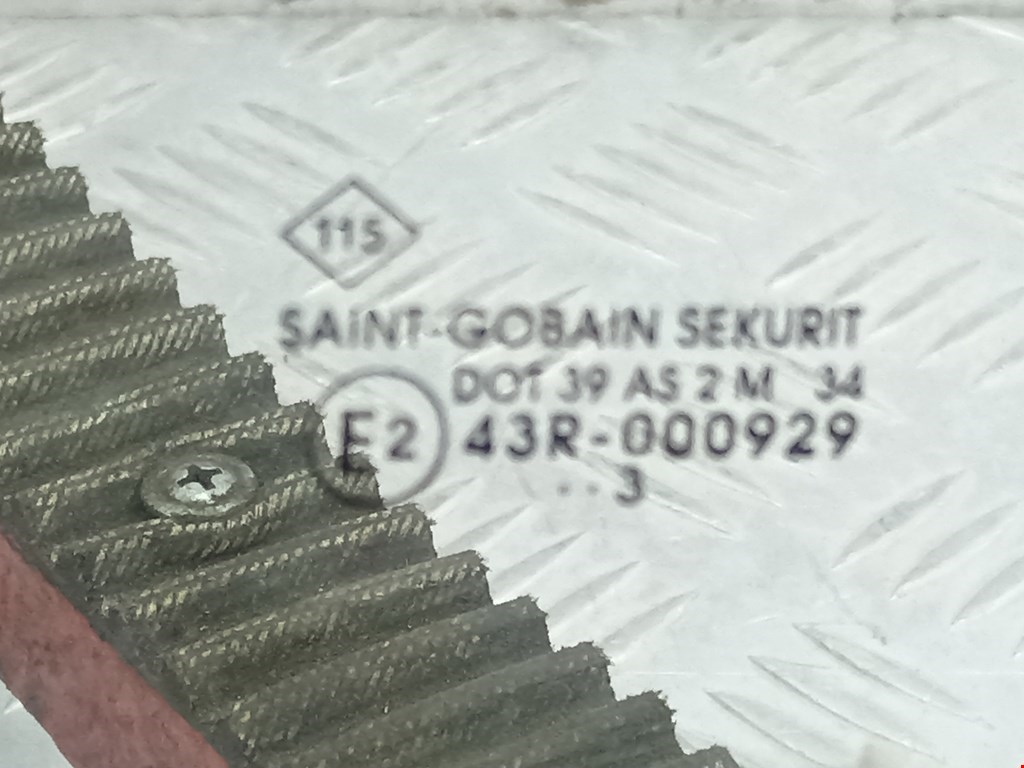 115
SAINT-GOBAIN SEKURIT
DOT 39 AS 2 M 34
E2 43R-000929
..3